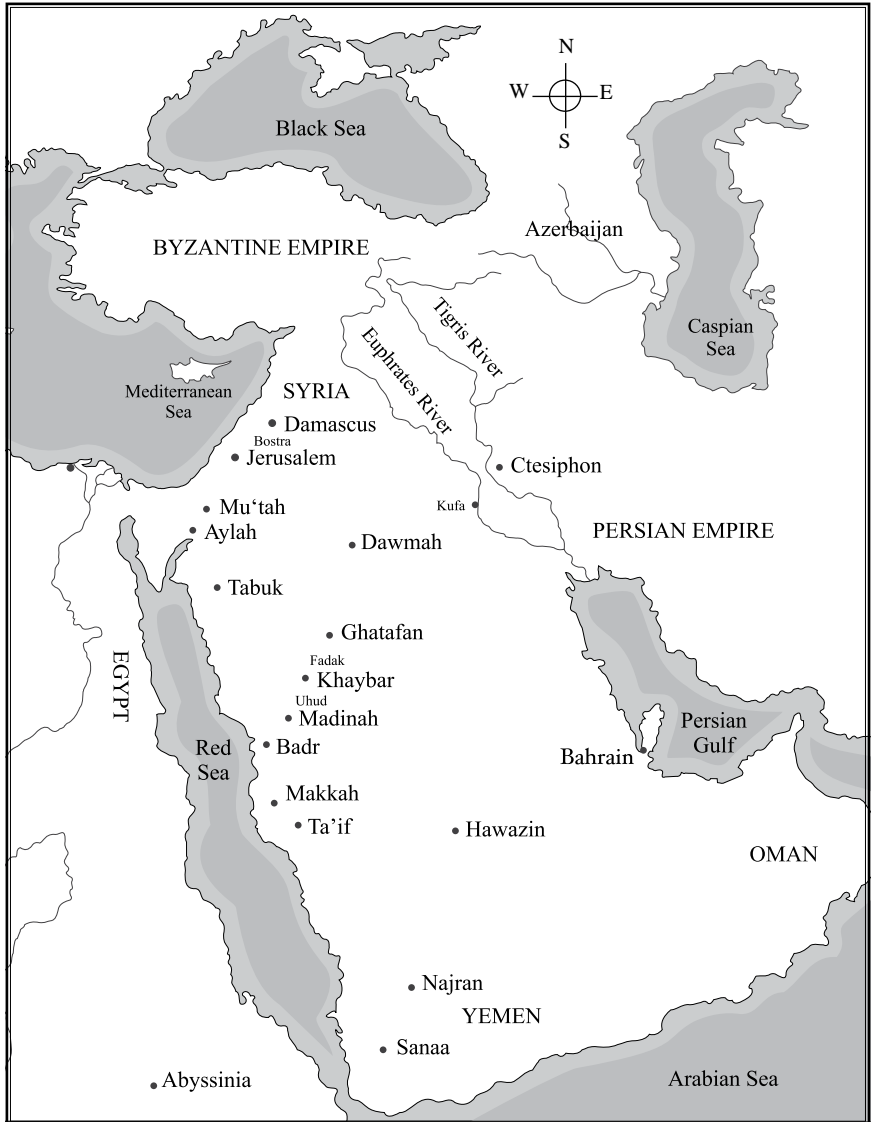 N
W E
S
Black Sea
Azerbaijan
BYZANTINE EMPIRE
Tigris River
Euphrates River
Caspian
Sea
Mediterranean
Sea
SYRIA
Damascus
Bostra
Jerusalem
Ctesiphon
Kufa
Mu‘tah
Aylah
PERSIAN EMPIRE
Dawmah
Tabuk
Ghatafan
EGYPT
Fadak
Khaybar
Uhud
Madinah
Badr
Red
Sea
Persian
Gulf
Bahrain
Makkah
Ta’if
Hawazin
OMAN
Najran
YEMEN
Sanaa
Abyssinia
Arabian Sea